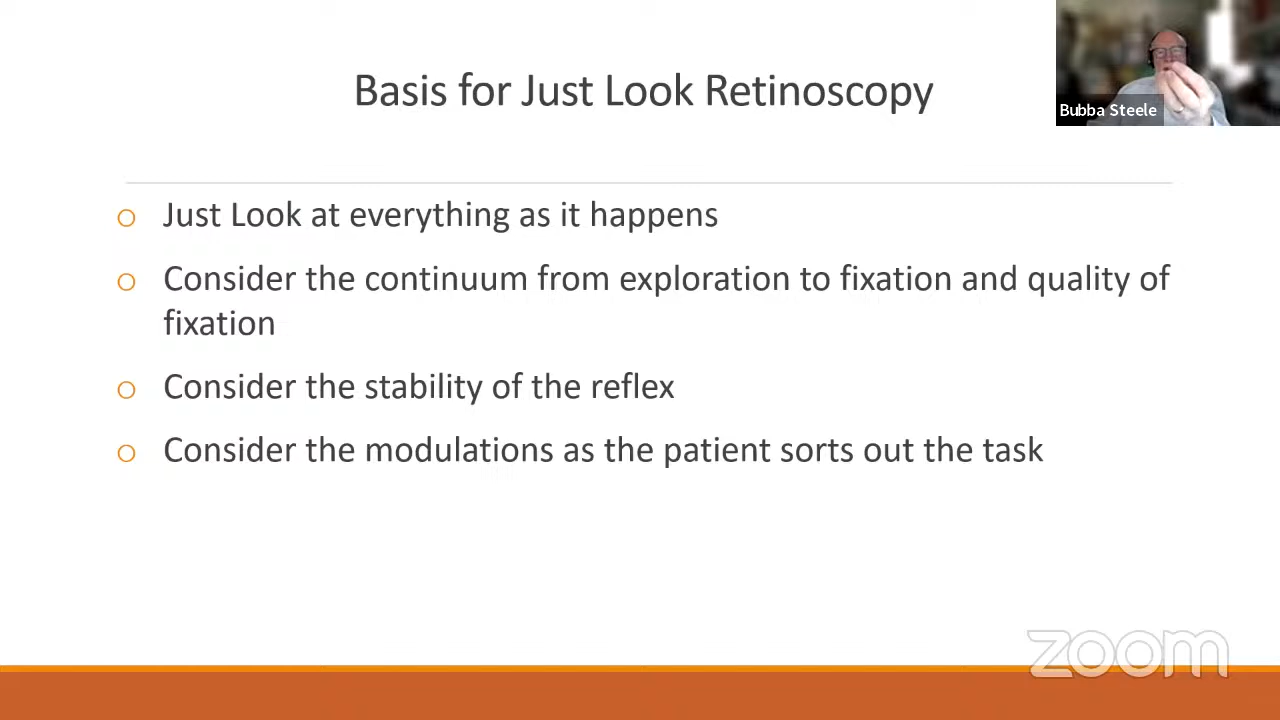 Basis for Just Look Retinoscopy
Bubba Steele
Just Look at everything as it happens
Consider the continuum from exploration to fixation and quality of
fixation
Consider the stability of the reflex
Consider the modulations as the patient sorts out the task
zoom